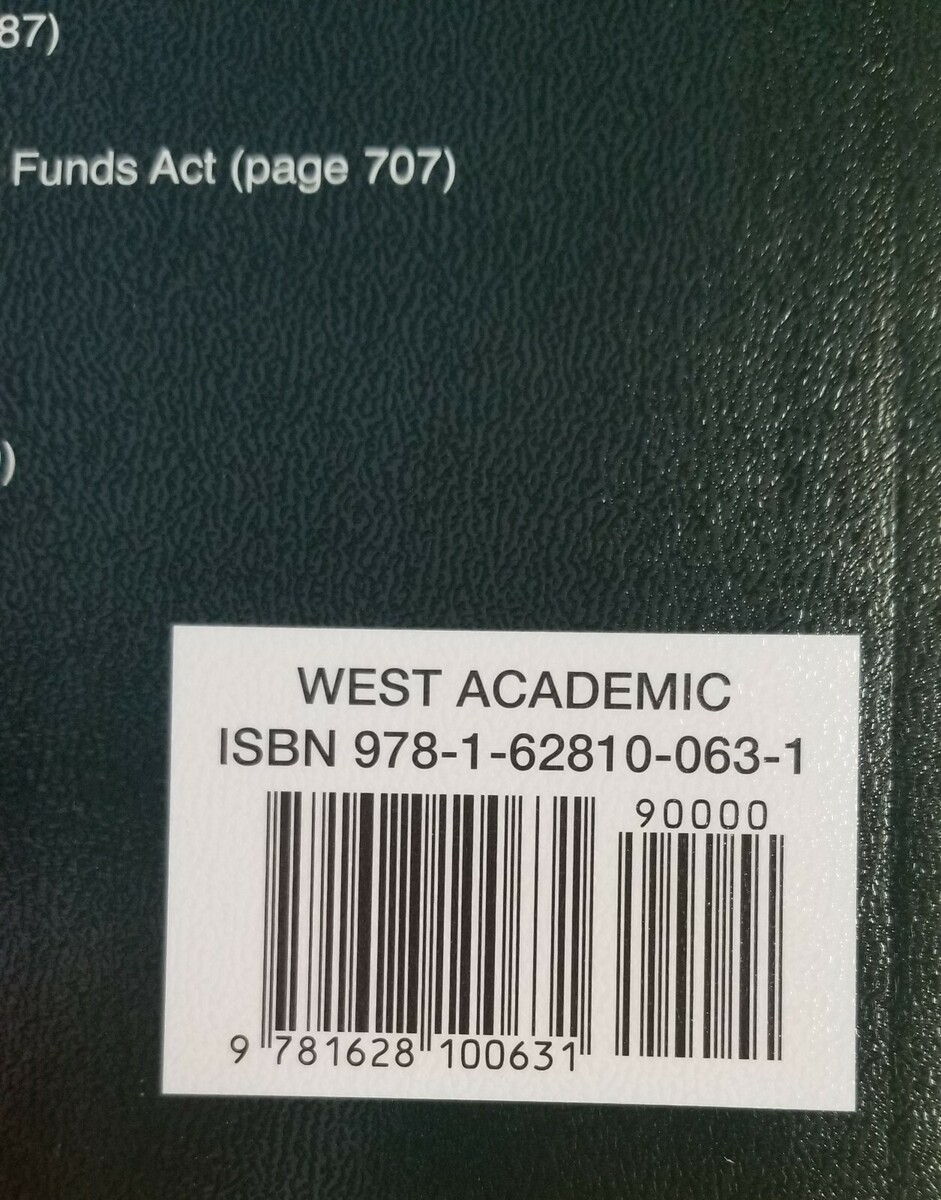 87)
Funds Act (page 707)
)
WEST ACADEMIC
ISBN 978-1-62810-063-1
90000
9 781628 100631